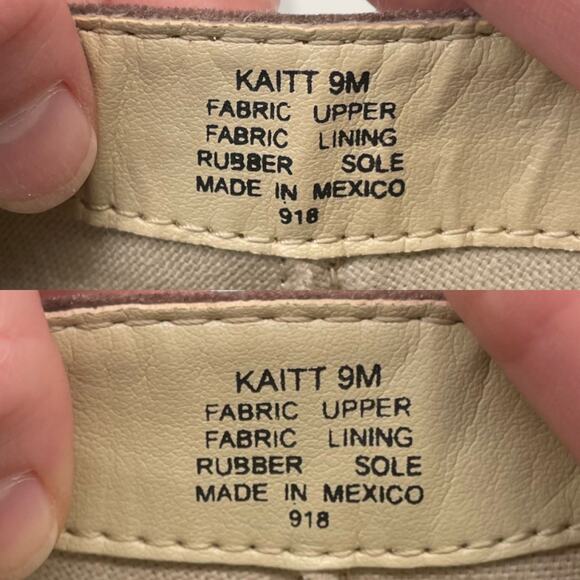 KAITT 9M
FABRIC UPPER
FABRIC LINING
RUBBER SOLE
MADE IN MEXICO
918
KAITT 9M
FABRIC UPPER
FABRIC LINING
RUBBER SOLE
MADE IN MEXICO
918